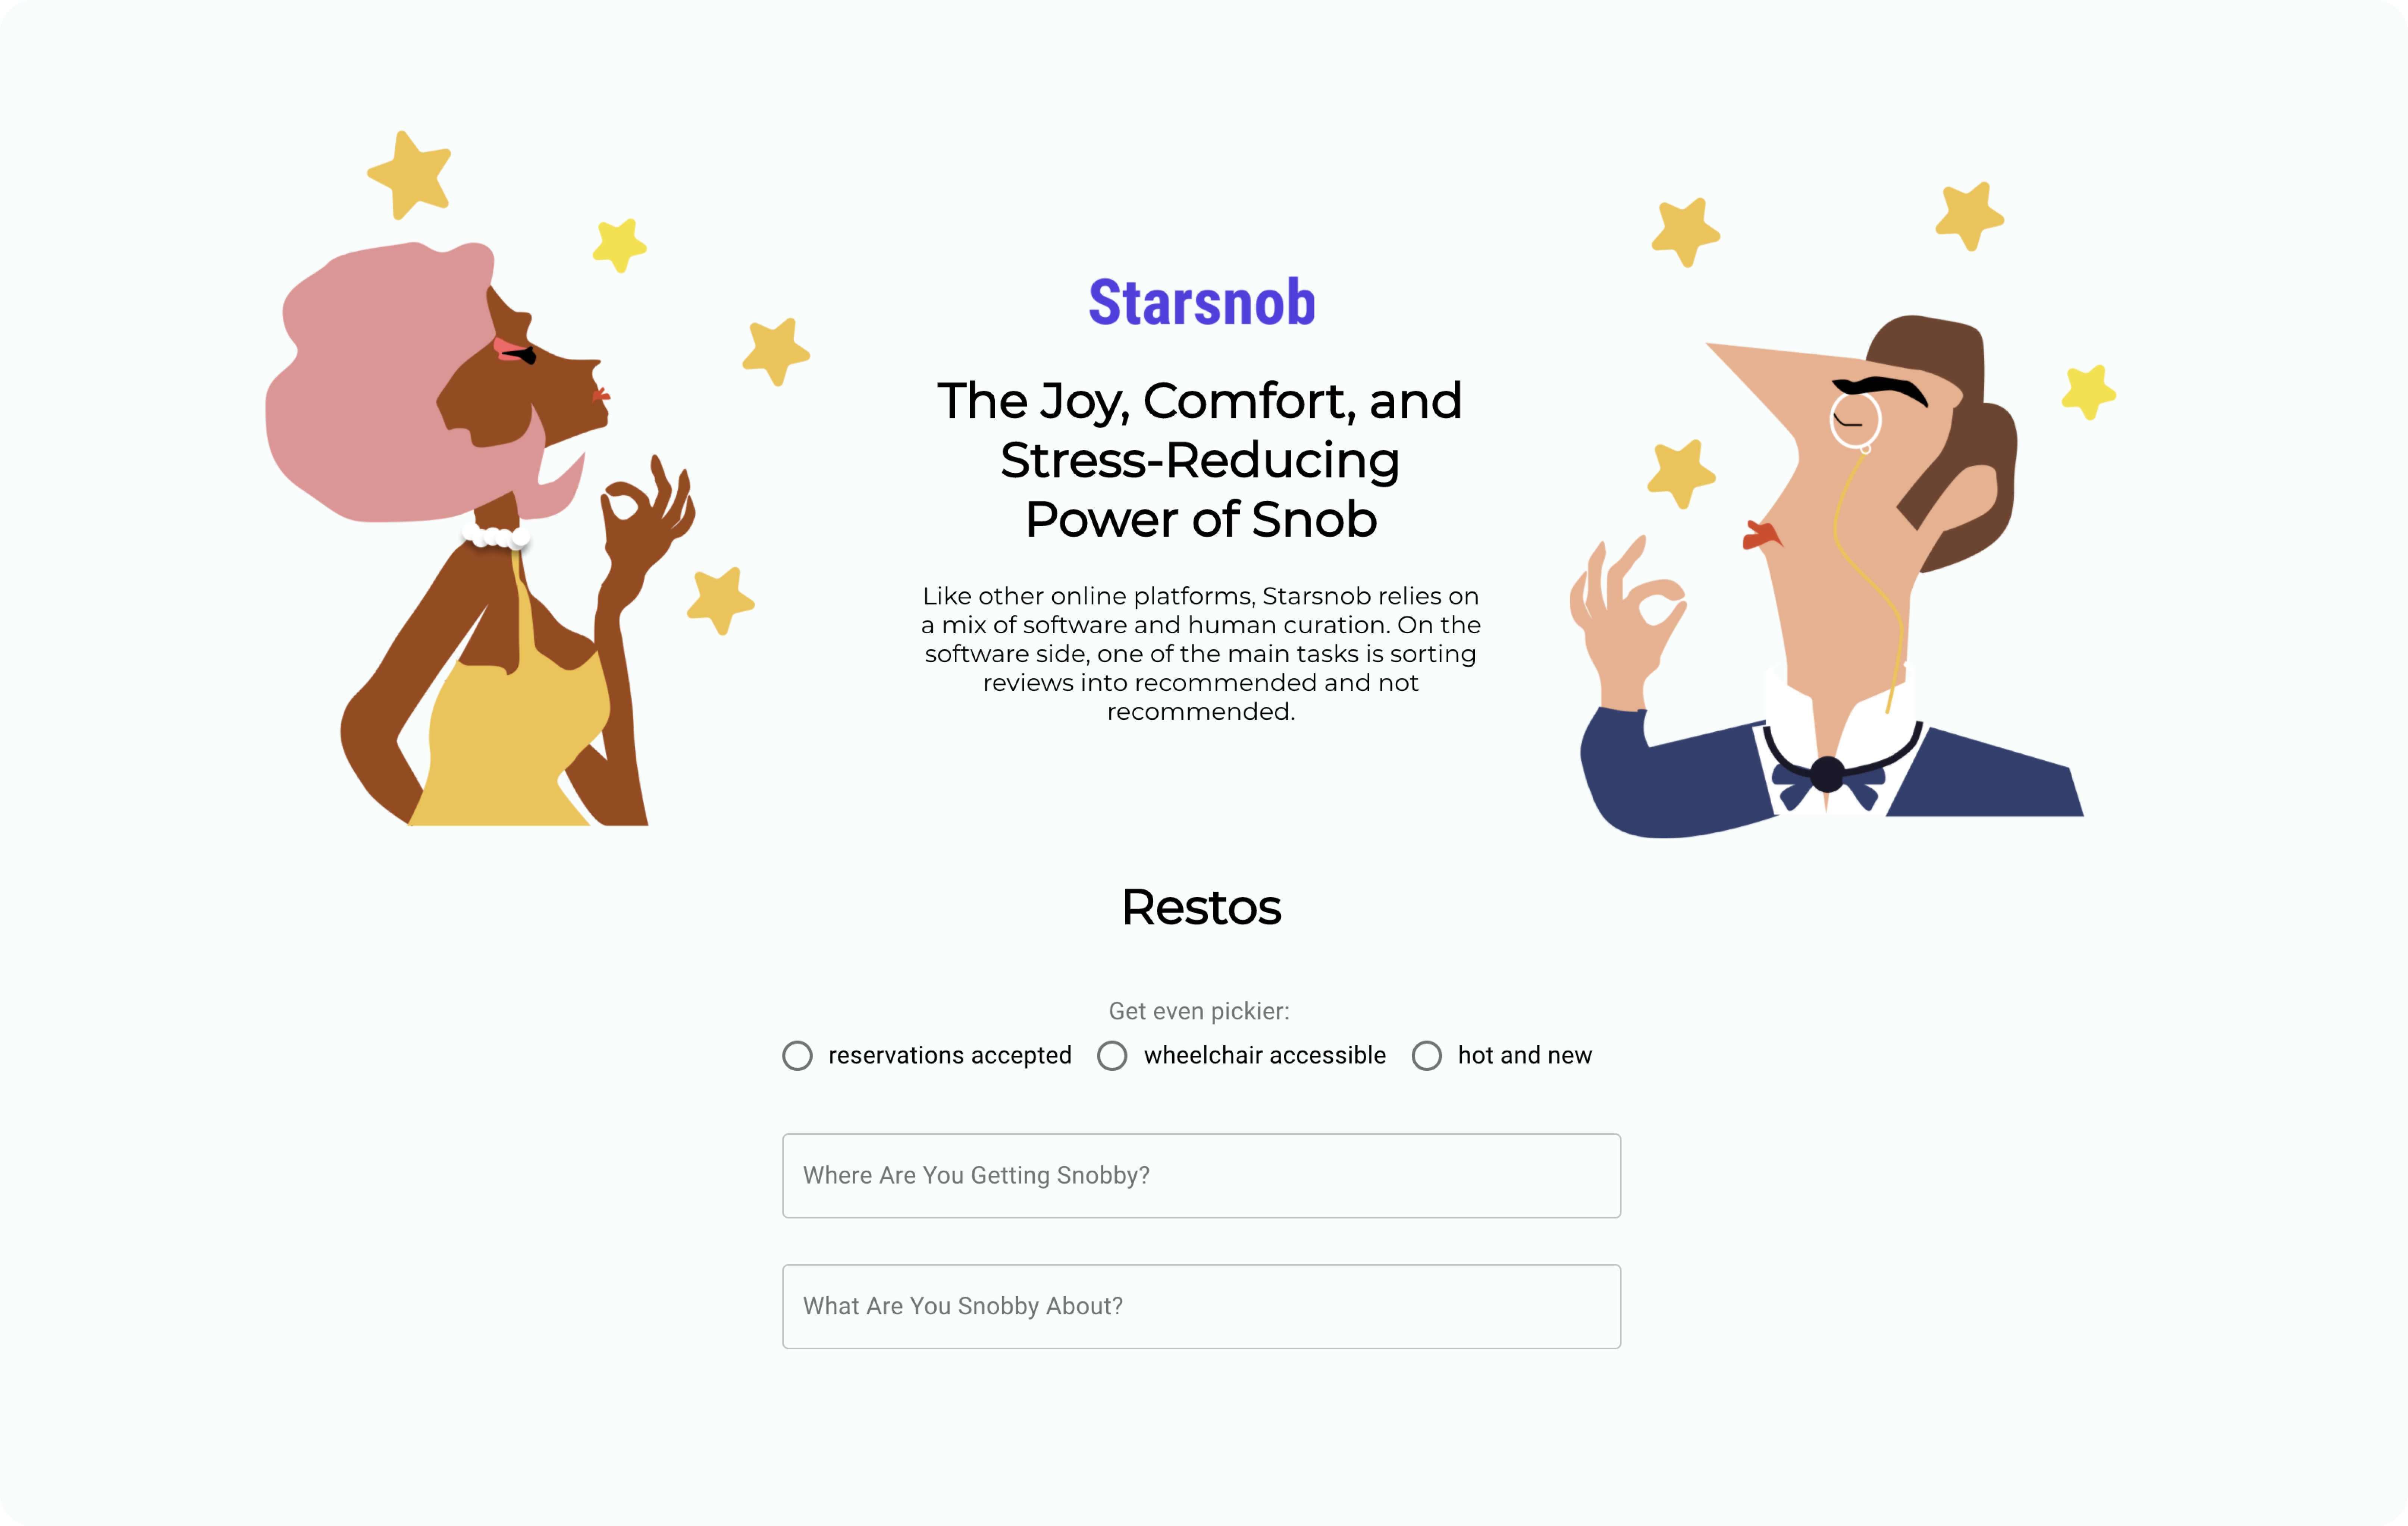 Starsnob
The Joy, Comfort, and
Stress-Reducing
Power of Snob
Like other online platforms, Starsnob relies on
a mix of software and human curation. On the
software side, one of the main tasks is sorting
reviews into recommended and not
recommended.
Restos
Get even pickier:
reservations accepted wheelchair accessible hot and new
Where Are You Getting Snobby?
What Are You Snobby About?